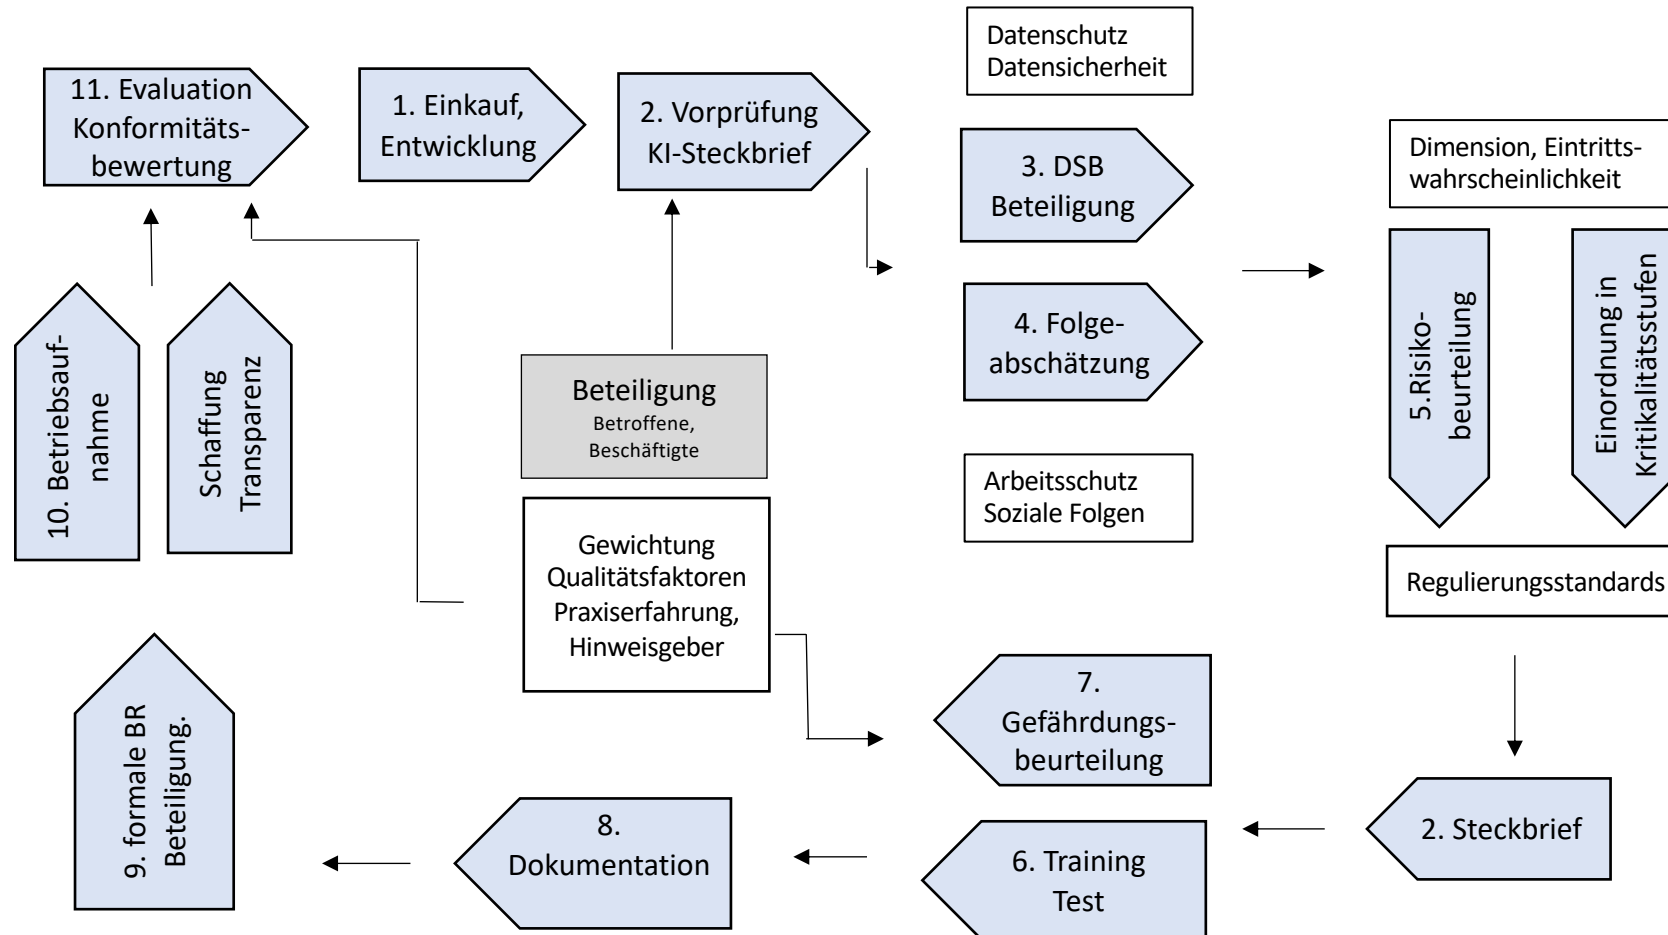 11. Evaluation
Konformitäts-
bewertung
1. Einkauf,
Entwicklung
2. Vorprüfung
KI-Steckbrief
Datenschutz
Datensicherheit
3. DSB
Beteiligung
4. Folge-
abschätzung
Arbeitsschutz
Soziale Folgen
Dimension, Eintritts-
wahrscheinlichkeit
5.Risiko-
beurteilung
Einordnung in
Kritikalitätsstufen
Regulierungsstandards
2. Steckbrief
7.
Gefährdungs-
beurteilung
6. Training
Test
8.
Dokumentation
9. formale BR
Beteiligung.
10. Betriebsauf-
nahme
Schaffung
Transparenz
Beteiligung
Betroffene,
Beschäftigte
Gewichtung
Qualitätsfaktoren
Praxiserfahrung,
Hinweisgeber